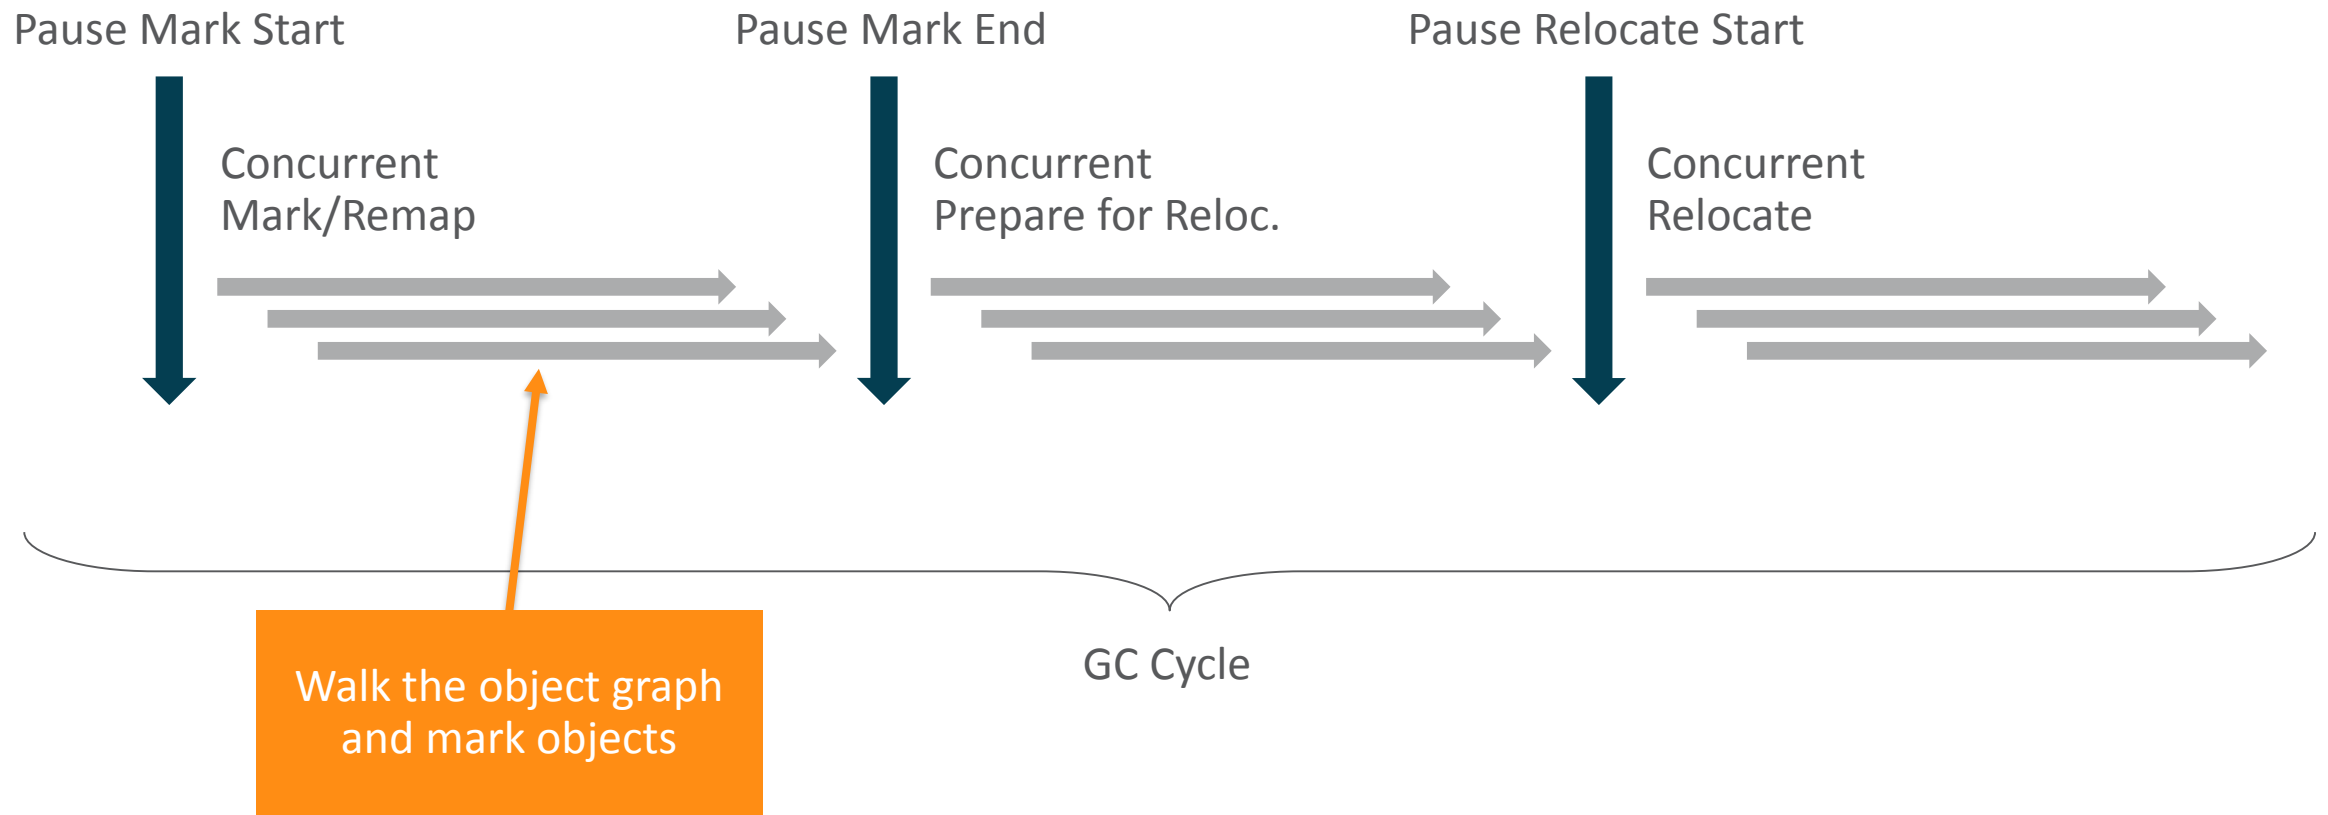 Pause Mark Start
Pause Mark End
Pause Relocate Start
Concurrent
Mark/Remap
Concurrent
Prepare for Reloc.
Concurrent
Relocate
GC Cycle
Walk the object graph
and mark objects